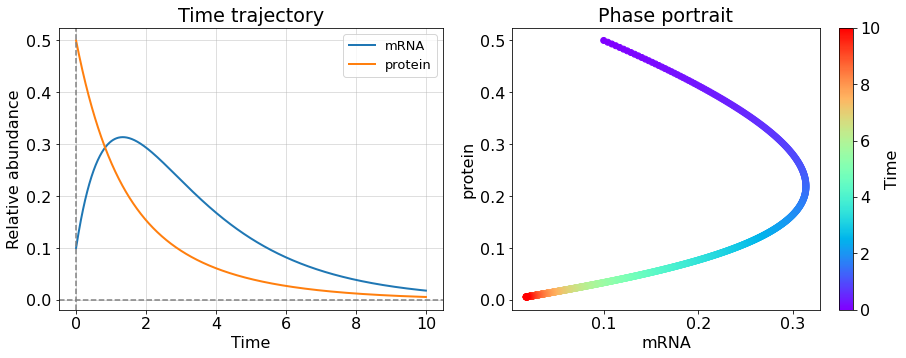 Time trajectory
Relative abundance
0.5
0.4
0.3
0.2
0.1
0.0
mRNA
protein
0 2 4 6 8 10
Time
Phase portrait
protein
0.5
0.4
0.3
0.2
0.1
0.0
0.1 0.2 0.3
mRNA
10
8
6
4
2
0
Time